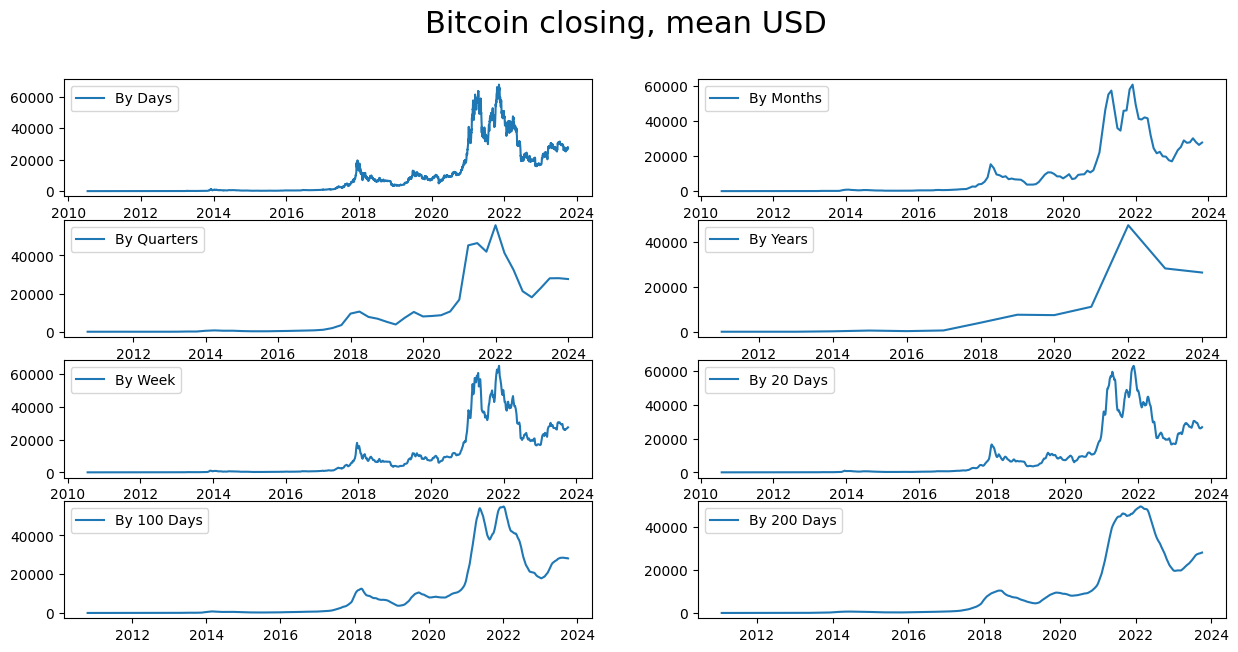 Bitcoin closing, mean USD
By Days
60000
40000
20000
0
2010 2012 2014 2016 2018 2020 2022 2024
By Months
60000
40000
20000
0
2010 2012 2014 2016 2018 2020 2022 2024
By Quarters
40000
20000
0
2012 2014 2016 2018 2020 2022 2024
By Years
40000
20000
0
2012 2014 2016 2018 2020 2022 2024
By Week
60000
40000
20000
0
2010 2012 2014 2016 2018 2020 2022 2024
By 20 Days
60000
40000
20000
0
2010 2012 2014 2016 2018 2020 2022 2024
By 100 Days
40000
20000
0
2012 2014 2016 2018 2020 2022 2024
By 200 Days
40000
20000
0
2012 2014 2016 2018 2020 2022 2024